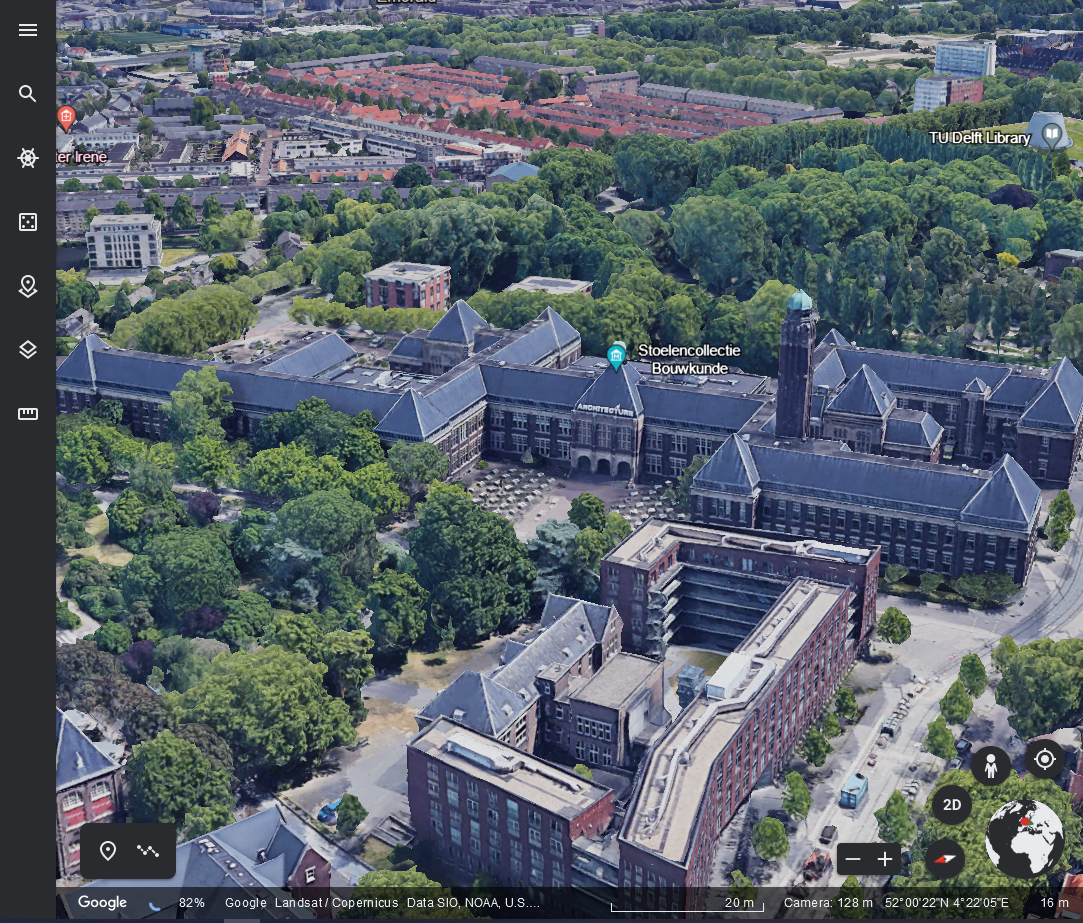 ter Irene
TU Delft Library
Stoelencollectie
Bouwkunde
ARCHITECTURE
2D
Google
82%
Google Landsat / Copernicus Data SIO, NOAA, U.S....
20 m
Camera: 128 m
52°00'22"N 4°22'05"E
16 m